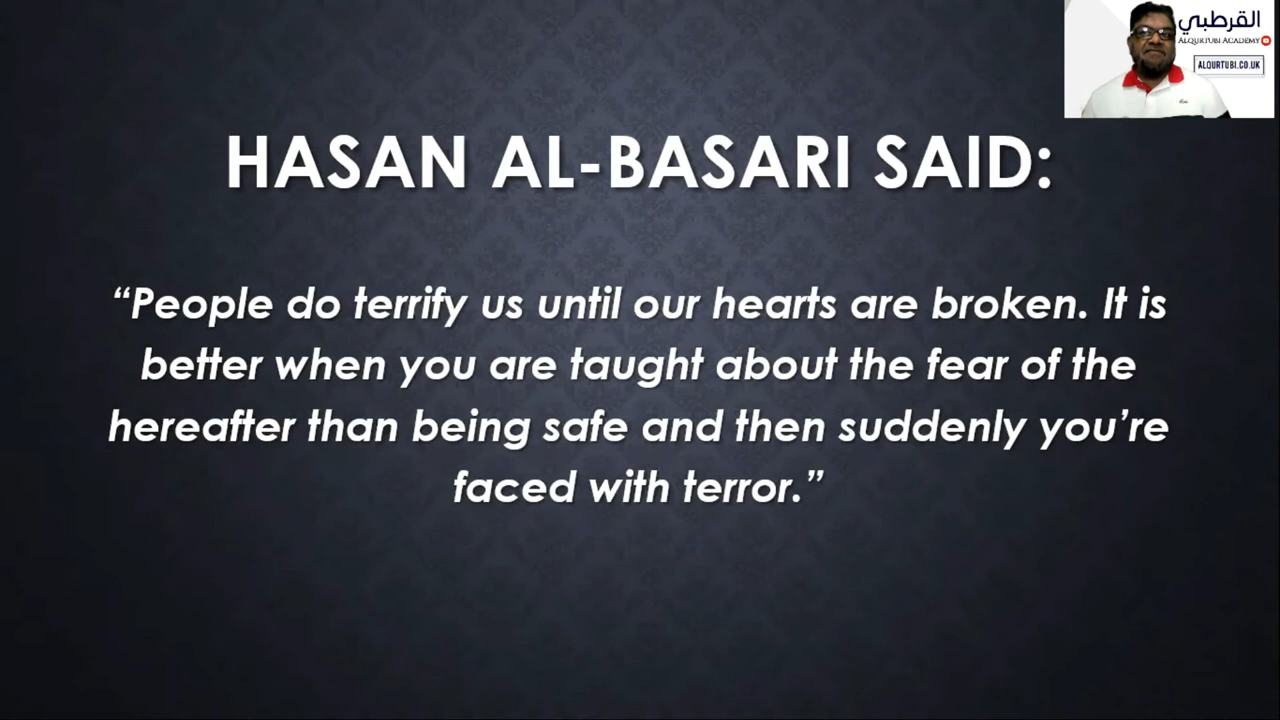 القرطبي
ALQURTUBI ACADEMY
ALQURTUBI.CO.UK
HASAN AL-BASARI SAID:
“People do terrify us until our hearts are broken. It is
better when you are taught about the fear of the
hereafter than being safe and then suddenly you’re
faced with terror.”